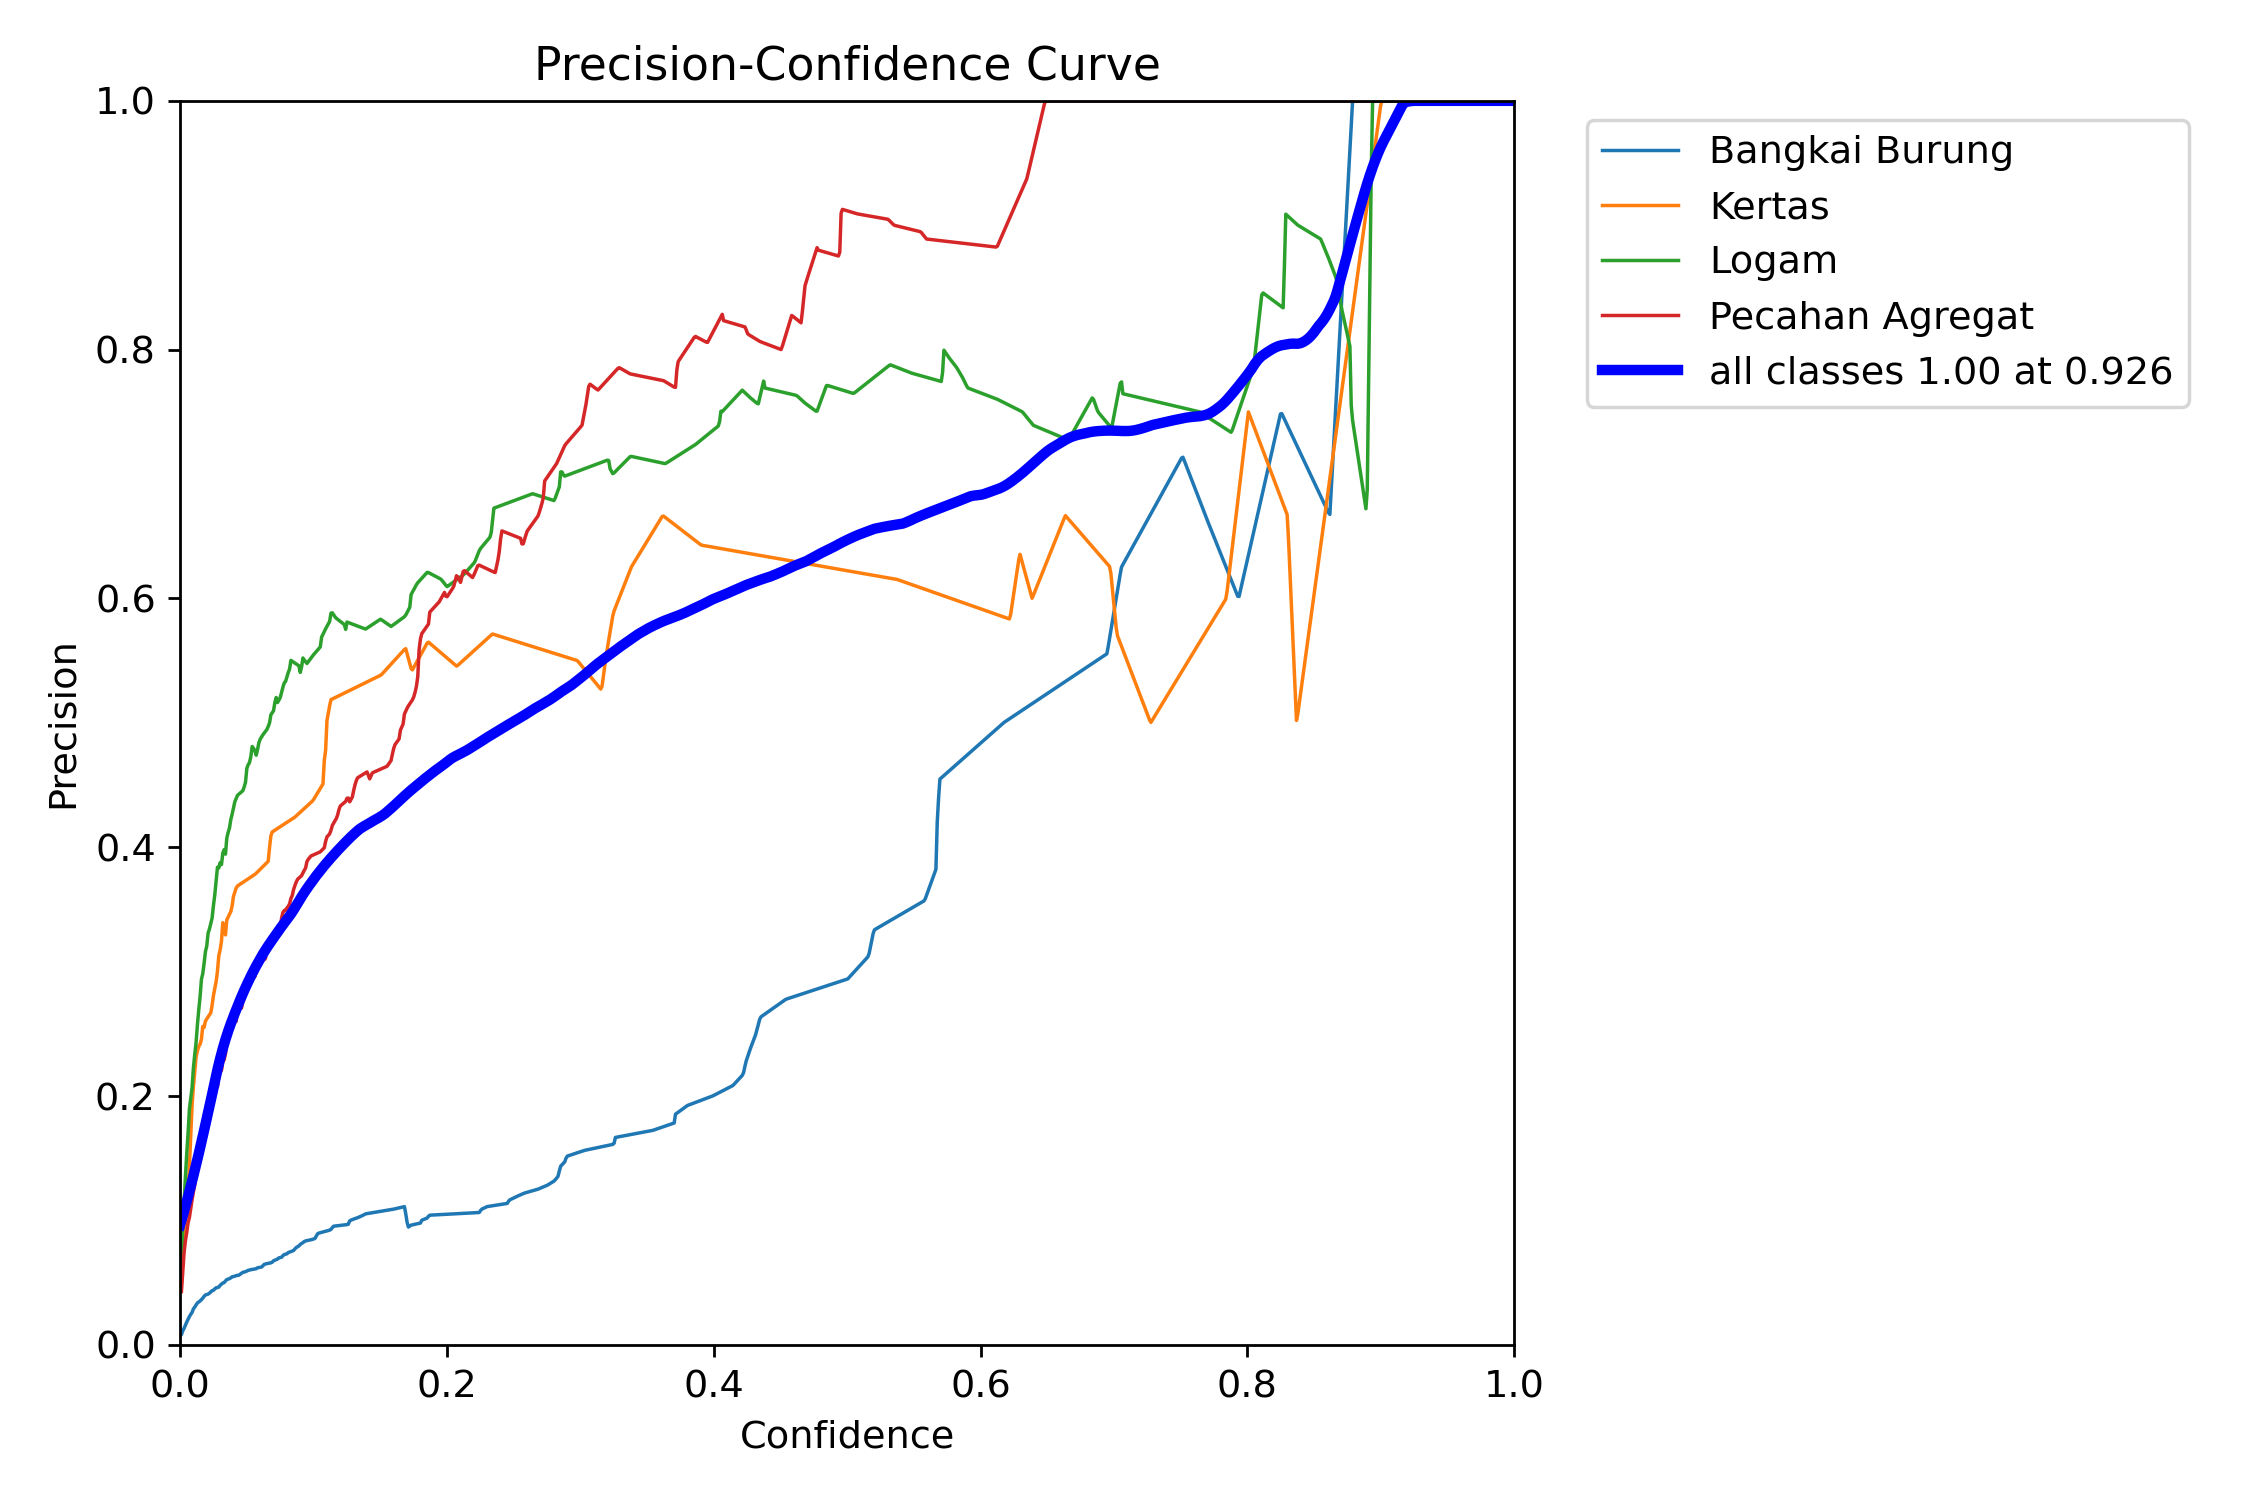 Precision-Confidence Curve
1.0
0.8
0.6
0.4
0.2
0.0
Precision
0.0 0.2 0.4 0.6 0.8 1.0
Confidence
Bangkai Burung
Kertas
Logam
Pecahan Agregat
all classes 1.00 at 0.926